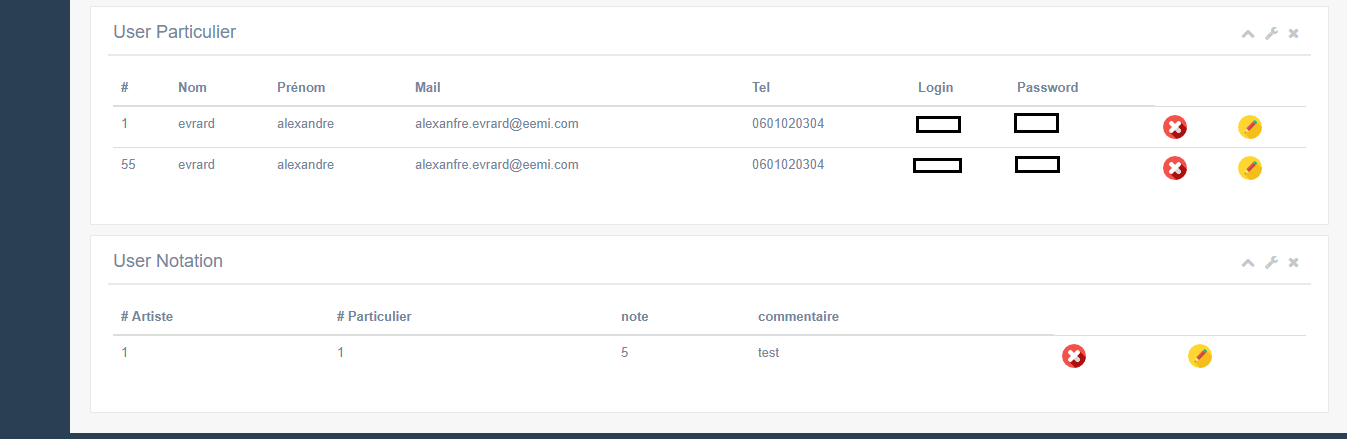 User Particulier
# Nom Prénom Mail Tel Login Password
1 evrard alexandre alexanfre.evrard@eemi.com 0601020304
55 evrard alexandre alexanfre.evrard@eemi.com 0601020304
User Notation
# Artiste # Particulier note commentaire
1 1 5 test